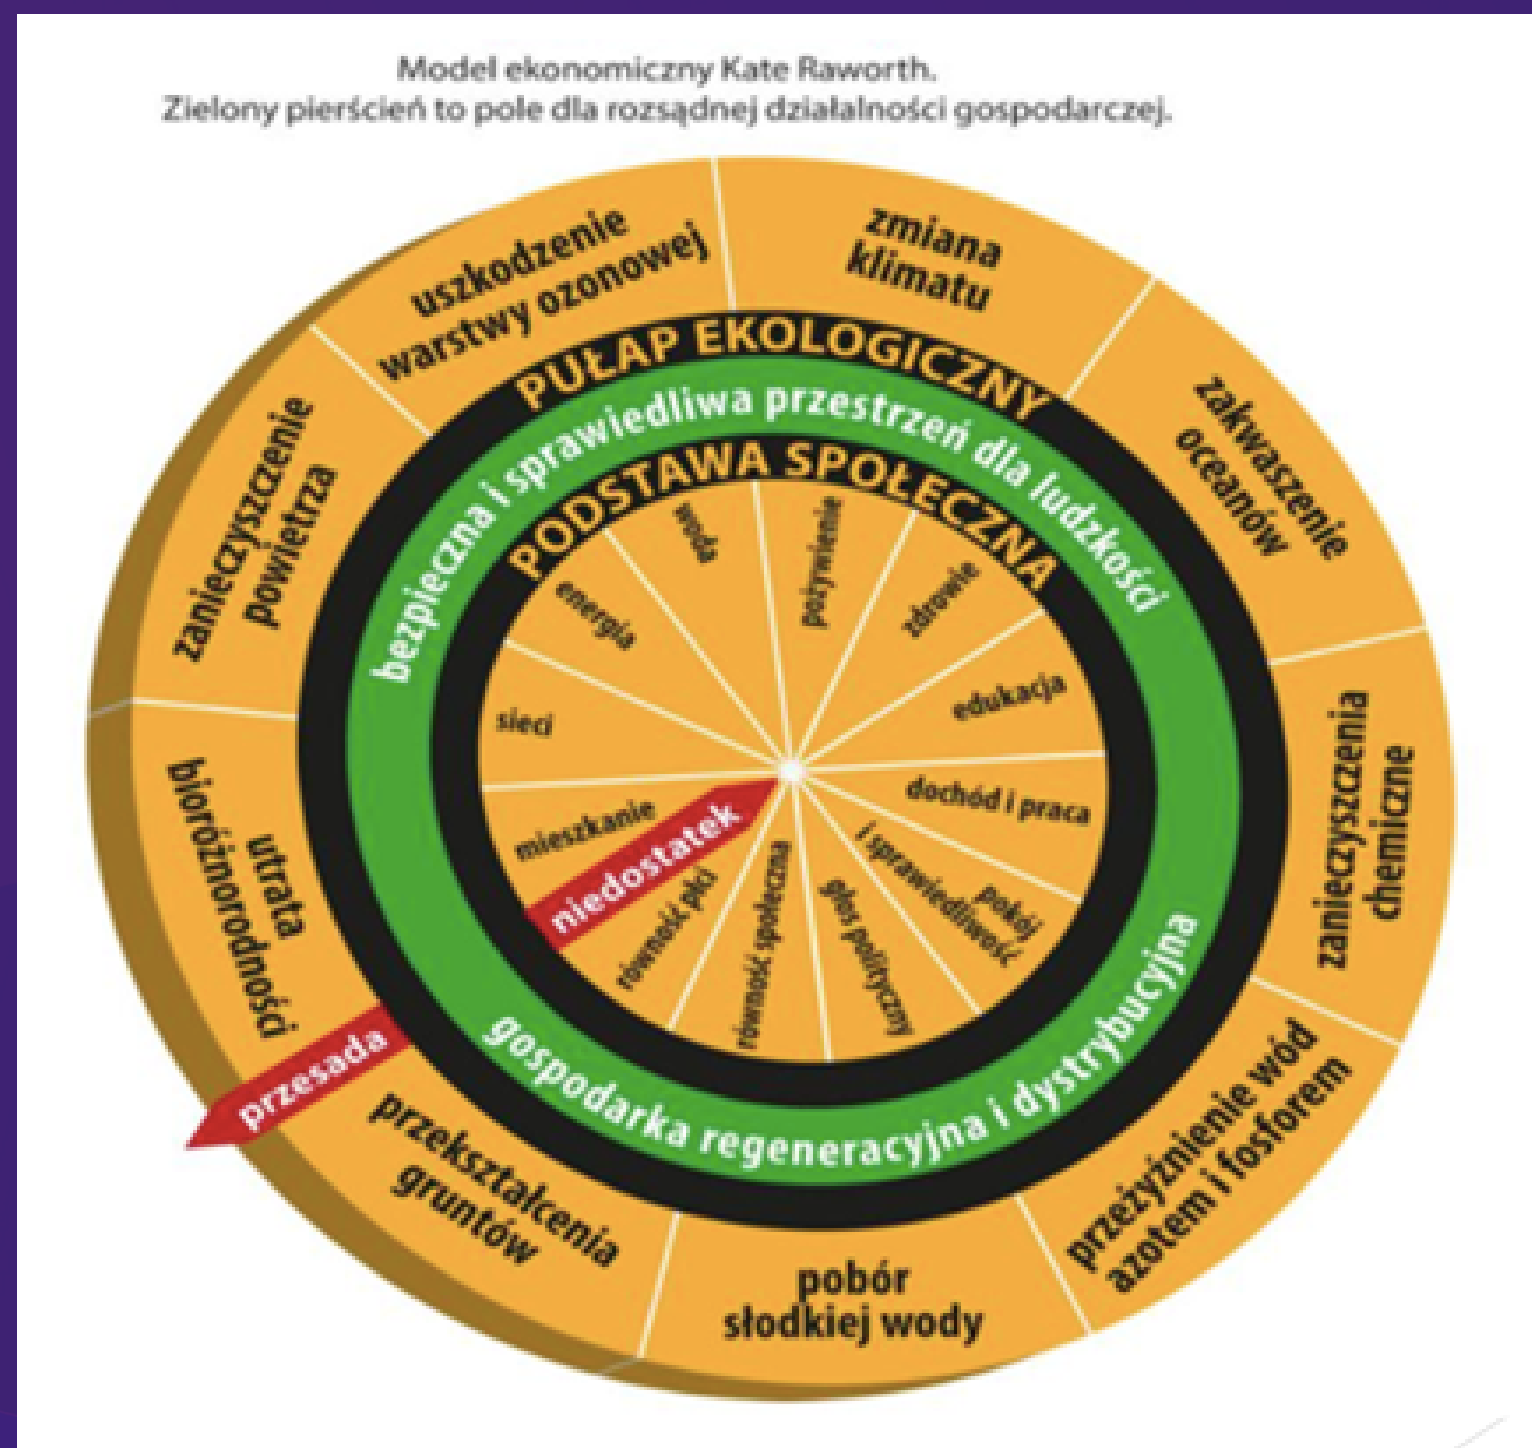 Model ekonomiczny Kate Raworth.
Zielony pierścień to pole dla rozsądnej działalności gospodarczej.
uszkodzenie
warstwy ozonowej
zmiana
klimatu
zakwaszenie
oceanów
zanieczyszczenia
chemiczne
przeżyźnienie wód
azotem i fosforem
pobór
słodkiej wody
przekształcenia
gruntów
utrata
bioróżnorodności
zanieczyszczenie
powietrza
PUŁAP EKOLOGICZNY
bezpieczna i sprawiedliwa przestrzeń dla ludzkości
PODSTAWA SPOŁECZNA
woda
pożywienie
zdrowie
edukacja
dochód i praca
pokój
i sprawiedliwość
głos polityczny
równość społeczna
równość płci
mieszkanie
sieci
energia
niedostatek
przesada
gospodarka regeneracyjna i dystrybucyjna